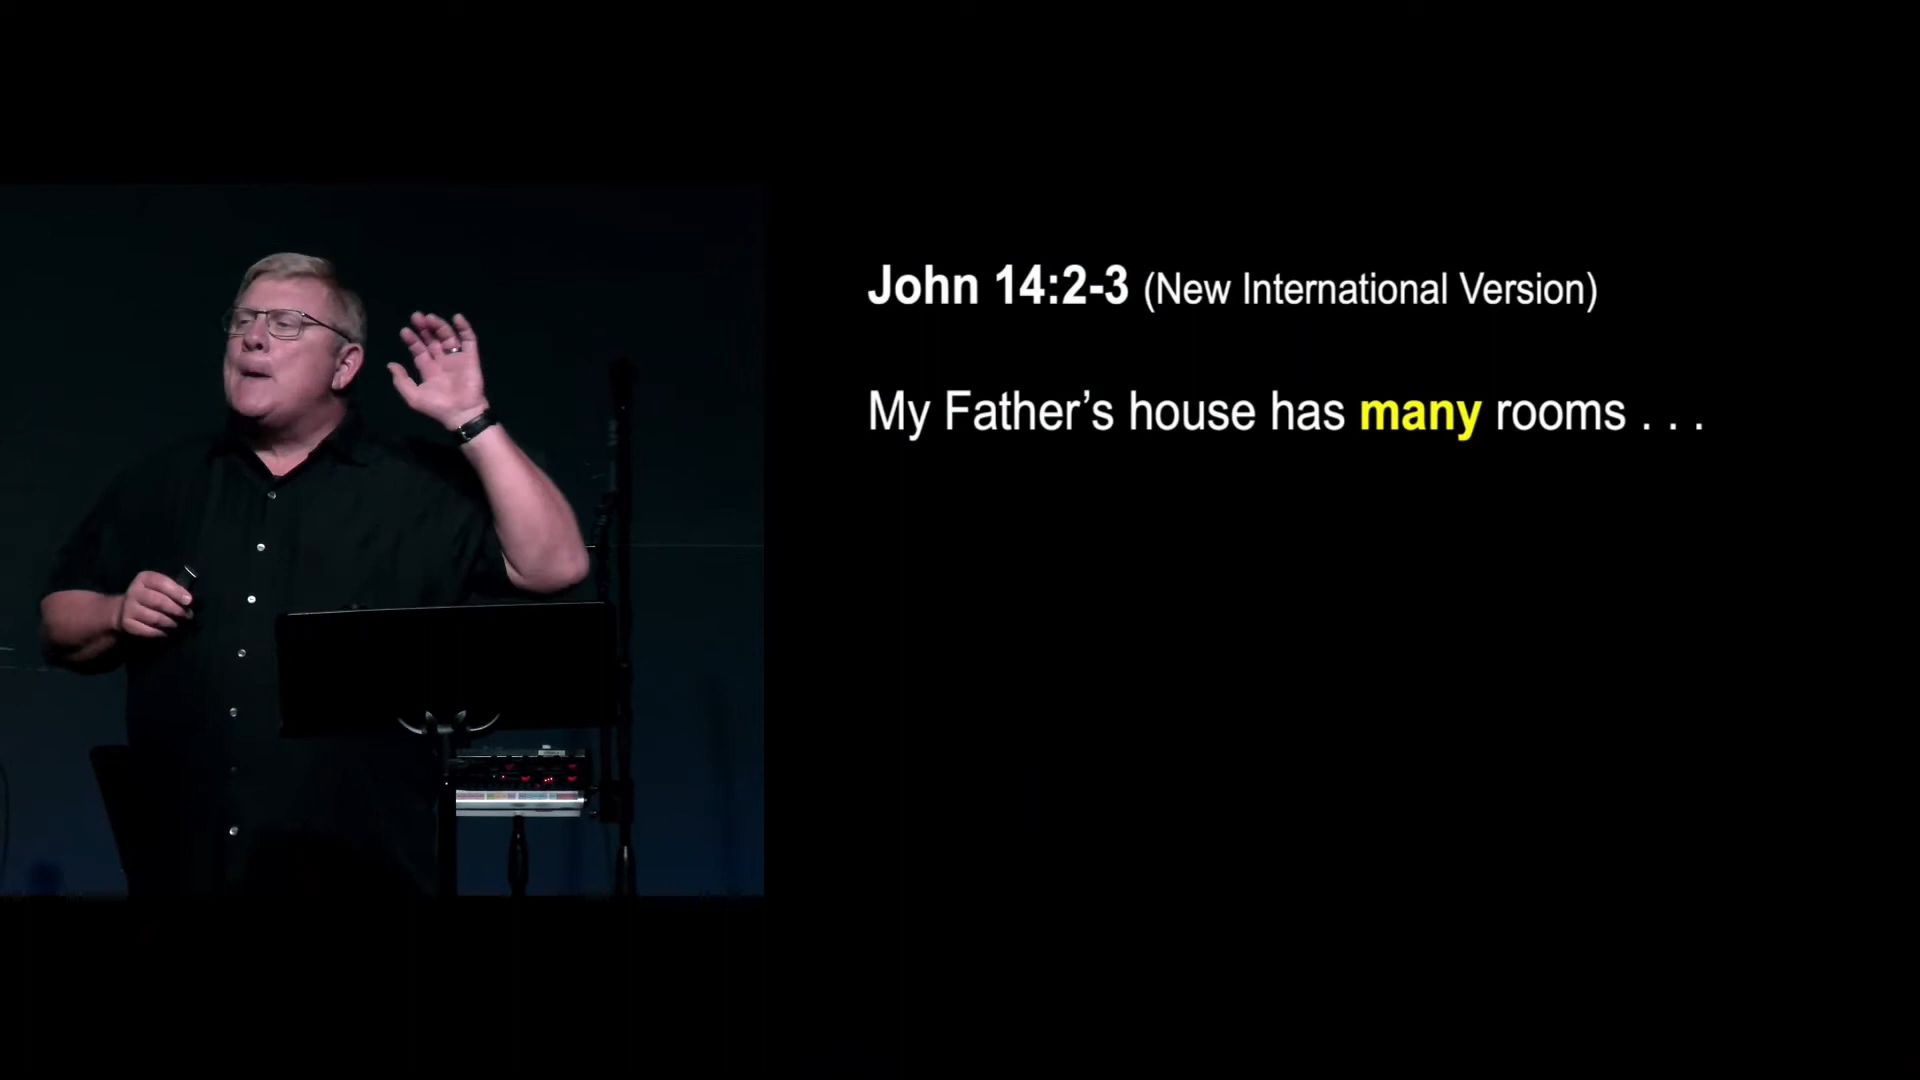 John 14:2-3 (New International Version)
My Father’s house has many rooms . . .